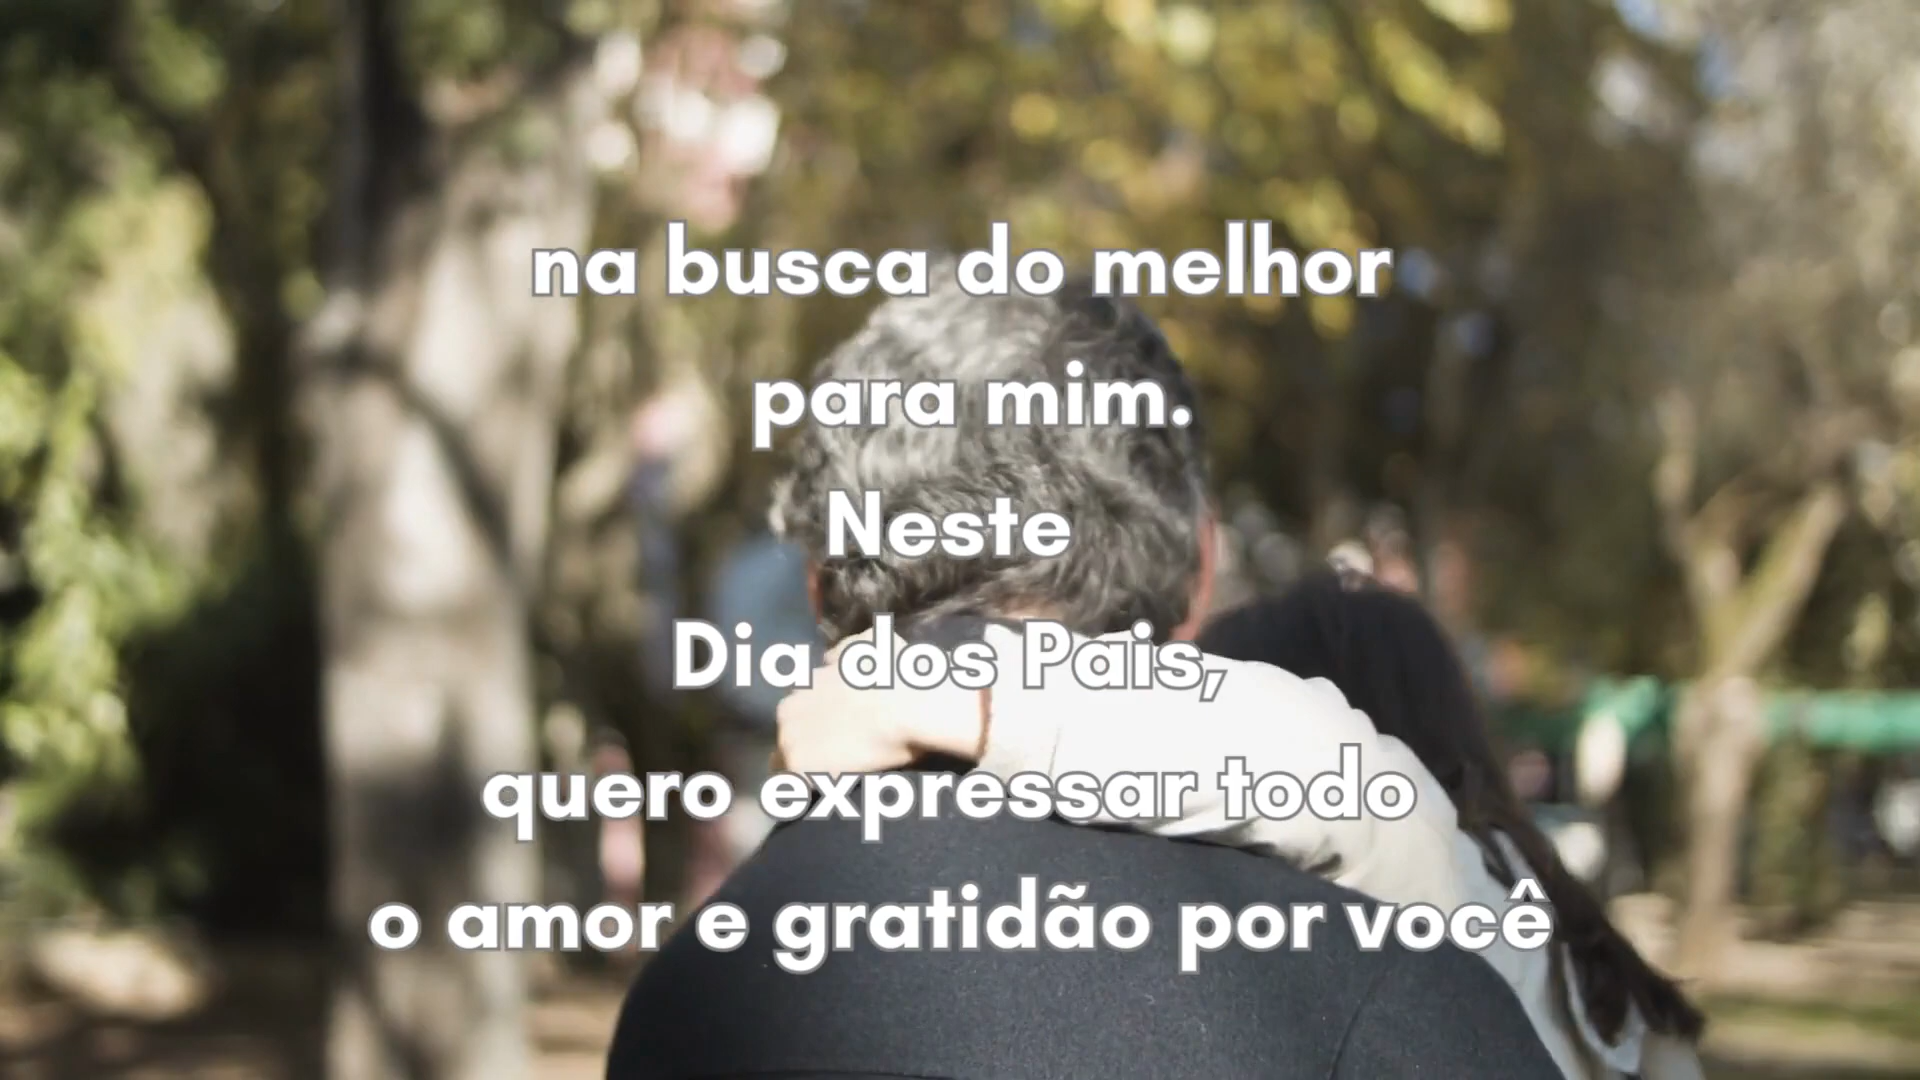 na busca do melhor
para mim.
Neste
Dia dos Pais,
quero expressar todo
o amor e gratidão por você